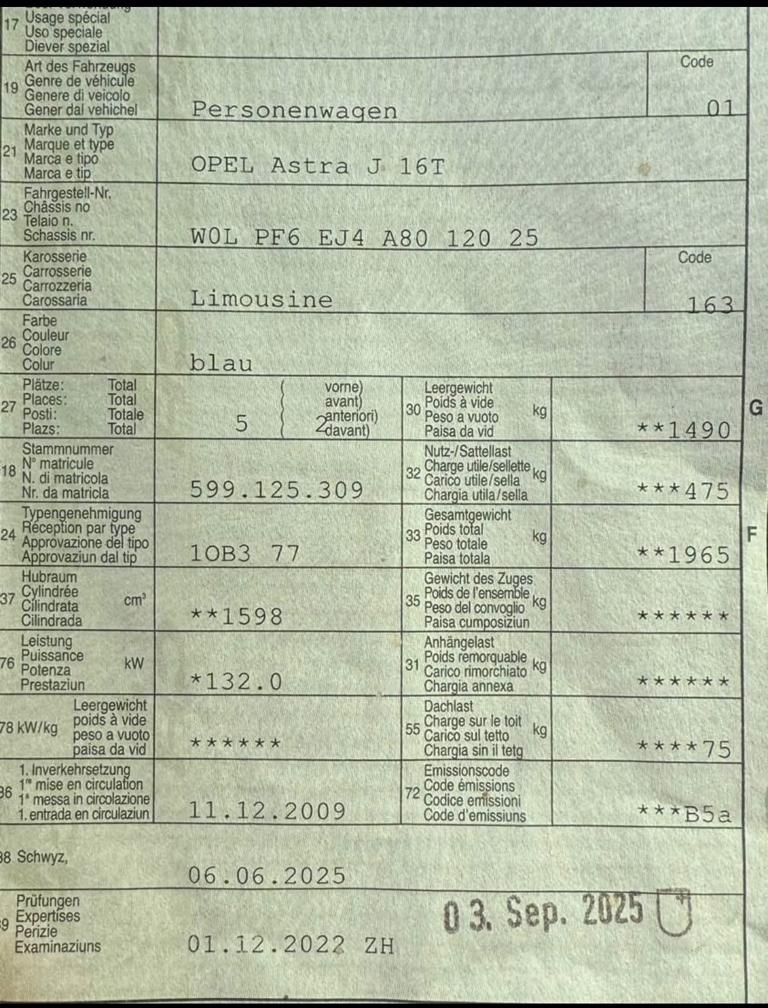 17 Usage spécial
Uso speciale
Diever spezial
Art des Fahrzeugs
19 Genre de véhicule
Genere di veicolo
Gener dal vehichel
Personenwagen
Code
01
Marke und Typ
21 Marque et type
Marca e tipo
Marca e tip
OPEL Astra J 16T
Fahrgestell-Nr.
23 Châssis no
Telaio n.
Schassis nr.
W0L PF6 EJ4 A80 120 25
Karosserie
25 Carrosserie
Carrozzeria
Carossaria
Limousine
Code
163
Farbe
26 Couleur
Colore
Colur
blau
Plätze: Total
27 Places: Total
Posti: Totale
Plazs: Total
5
( vorne)
( avant)
( 2 anteriori)
( davant)
Leergewicht
30 Poids à vide kg
Peso a vuoto
Paisa da vid
**1490
G
Stammnummer
18 N° matricule
N. di matricola
Nr. da matricla
599.125.309
Nutz-/Sattellast
32 Charge utile/sellette kg
Carico utile/sella
Chargia utila/sella
***475
Typengenehmigung
24 Réception par type
Approvazione del tipo
Approvaziun dal tip
1OB3 77
Gesamtgewicht
33 Poids total kg
Peso totale
Paisa totala
**1965
F
Hubraum
37 Cylindrée cm³
Cilindrata
Cilindrada
**1598
Gewicht des Zuges
35 Poids de l'ensemble kg
Peso del convoglio
Paisa cumposiziun
******
Leistung
76 Puissance kW
Potenza
Prestaziun
*132.0
Anhängelast
31 Poids remorquable kg
Carico rimorchiato
Chargia annexa
******
Leergewicht
78 kW/kg poids à vide
peso a vuoto
paisa da vid
******
Dachlast
55 Charge sur le toit kg
Carico sul tetto
Chargia sin il tetg
****75
1. Inverkehrsetzung
36 1re mise en circulation
1a messa in circolazione
1. entrada en circulaziun
11.12.2009
Emissionscode
72 Code émissions
Codice emissioni
Code d'emissiuns
***B5a
38 Schwyz,
06.06.2025
Prüfungen
39 Expertises
Perizie
Examinaziuns
01.12.2022 ZH
03. Sep. 2025